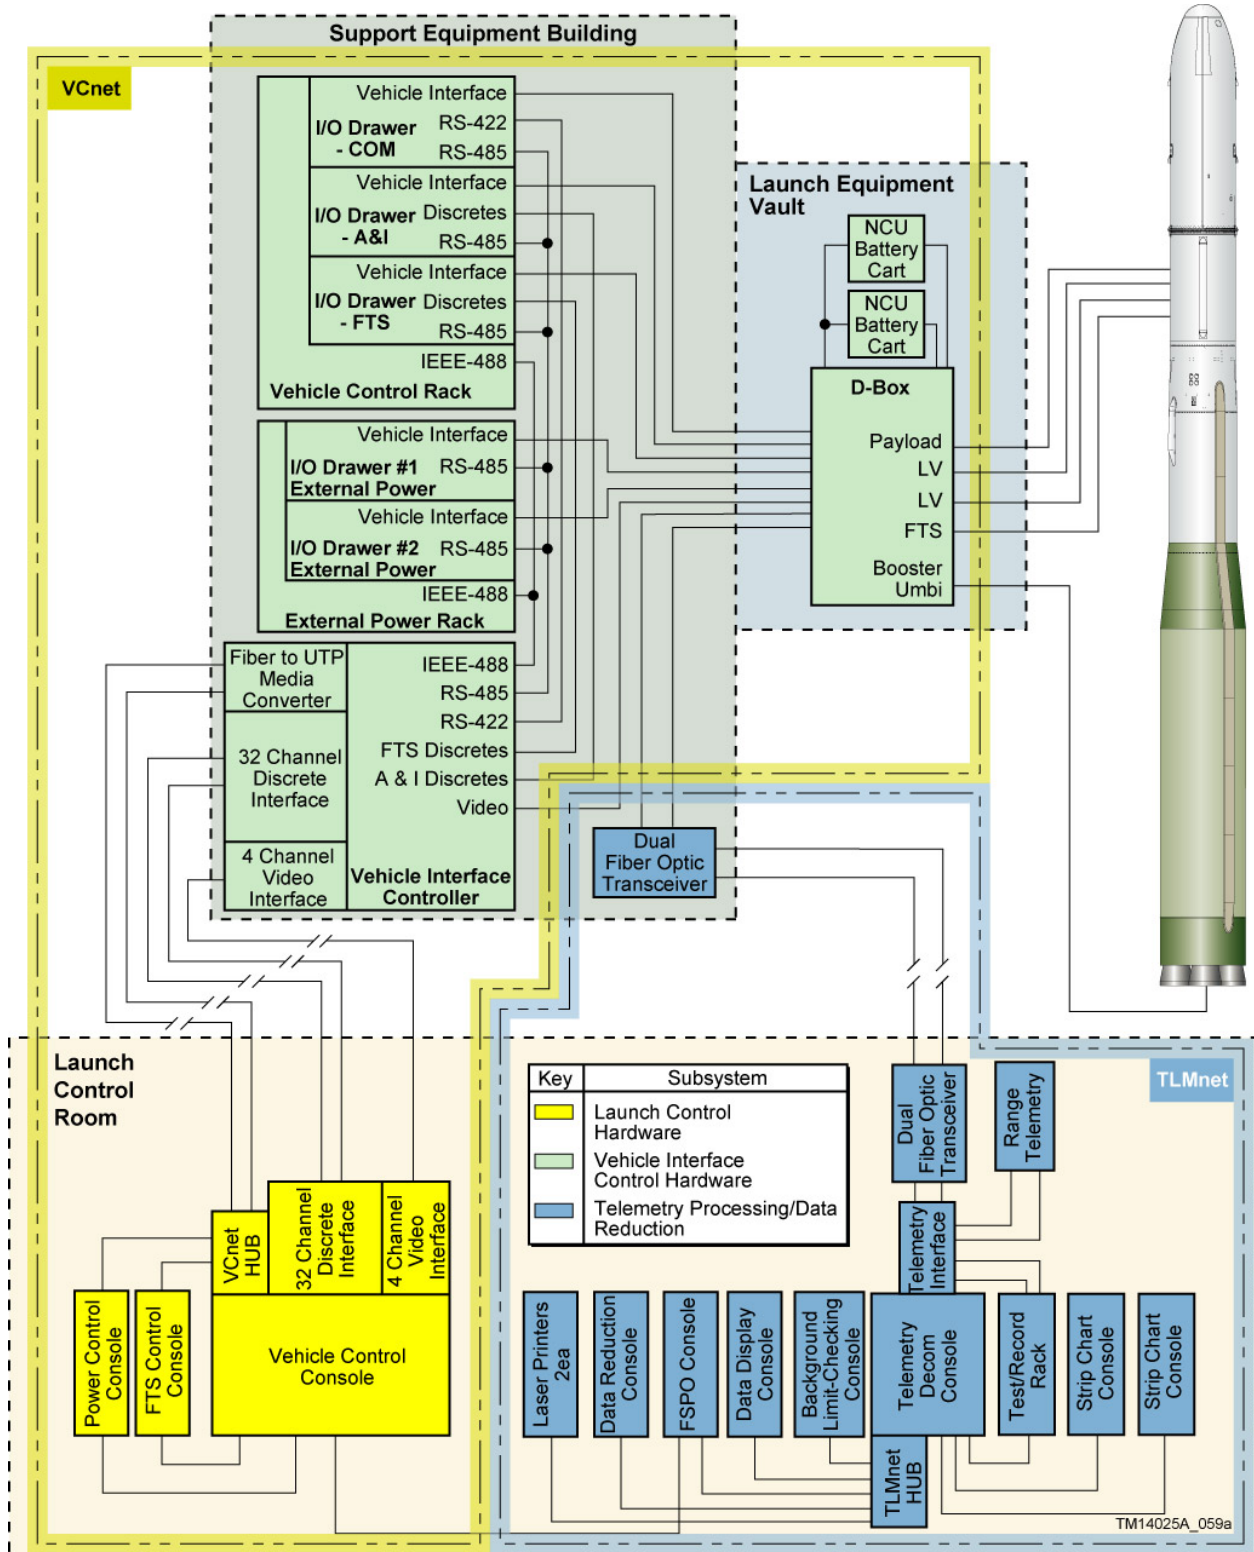 Support Equipment Building
VCnet
Vehicle Interface
I/O Drawer
- COM
RS-422
RS-485
Vehicle Interface
I/O Drawer
- A&I
Discretes
RS-485
Vehicle Interface
I/O Drawer
- FTS
Discretes
RS-485
IEEE-488
Vehicle Control Rack
Vehicle Interface
I/O Drawer #1
External Power
RS-485
Vehicle Interface
I/O Drawer #2
External Power
RS-485
IEEE-488
External Power Rack
Fiber to UTP
Media
Converter
32 Channel
Discrete
Interface
4 Channel
Video
Interface
IEEE-488
RS-485
RS-422
FTS Discretes
A & I Discretes
Video
Vehicle Interface
Controller
Launch Equipment
Vault
NCU
Battery
Cart
NCU
Battery
Cart
D-Box
Payload
LV
LV
FTS
Booster
Umbi
Dual
Fiber Optic
Transceiver
Launch
Control
Room
TLMnet
Key
Subsystem
Launch Control
Hardware
Vehicle Interface
Control Hardware
Telemetry Processing/Data
Reduction
Dual
Fiber Optic
Transceiver
Range
Telemetry
Telemetry
Interface
VCnet
HUB
32 Channel
Discrete
Interface
4 Channel
Video
Interface
Power Control
Console
FTS Control
Console
Vehicle Control
Console
Laser Printers
2ea
Data Reduction
Console
FSPO Console
Data Display
Console
Background
Limit-Checking
Console
Telemetry
Decom
Console
Test/Record
Rack
Strip Chart
Console
Strip Chart
Console
TLMnet
HUB
TM14025A_059a